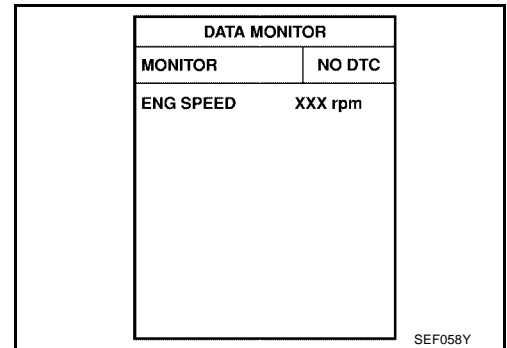 DATA MONITOR
MONITOR NO DTC
ENG SPEED XXX rpm
SEF058Y